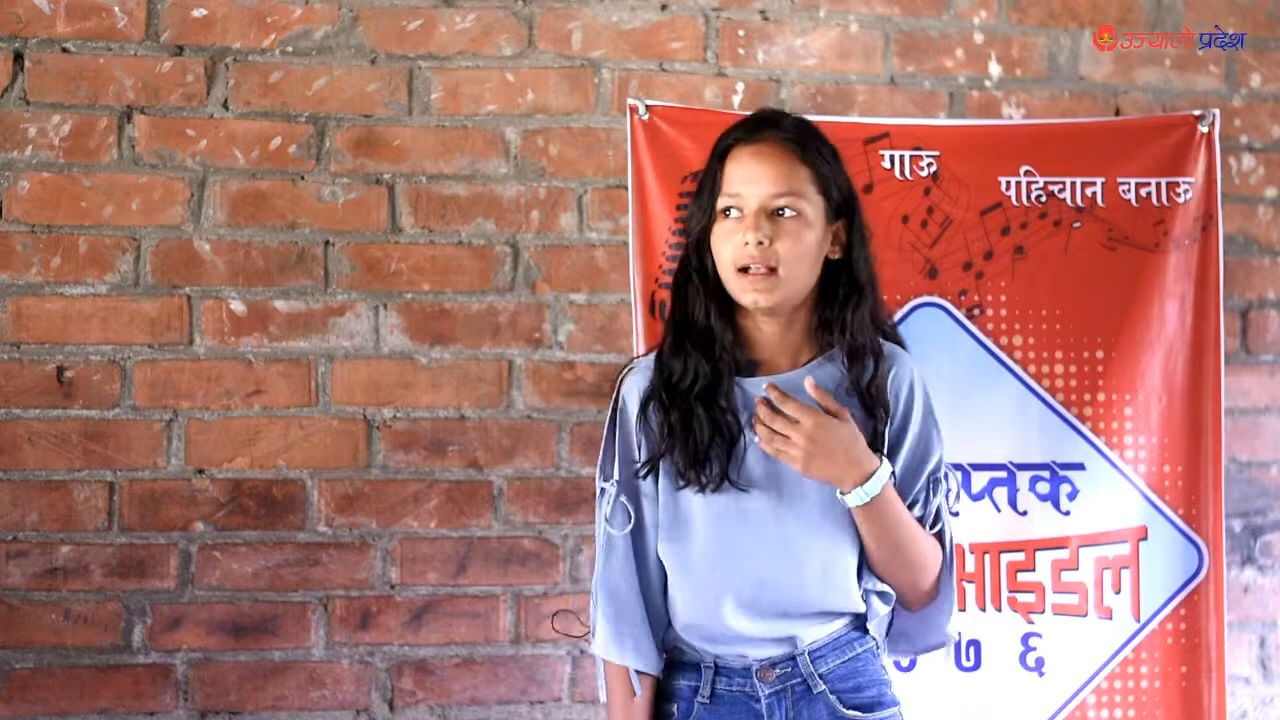 उज्यालो प्रदेश
गाऊ
पहिचान बनाऊ
प्तक
आइडल
७६